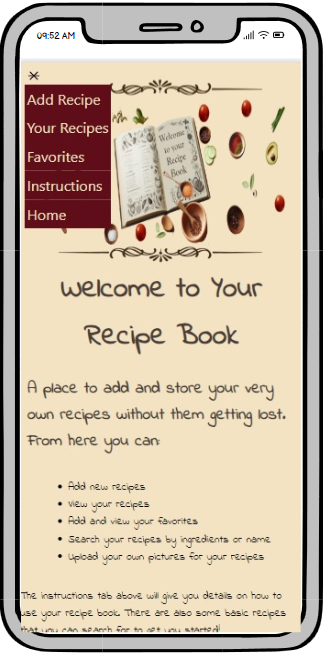 09:52 AM
Add Recipe
Your Recipes
Favorites
Instructions
Home
Welcome
to your
Recipe
Book
Welcome to Your
Recipe Book
A place to add and store your very
own recipes without them getting lost.
From here you can:
• Add new recipes
• View your recipes
• Add and view your favorites
• Search your recipes by ingredients or name
• Upload your own pictures for your recipes
The instructions tab above will give you details on how to
use your recipe book. There are also some basic recipes
that you can search for to get you started!